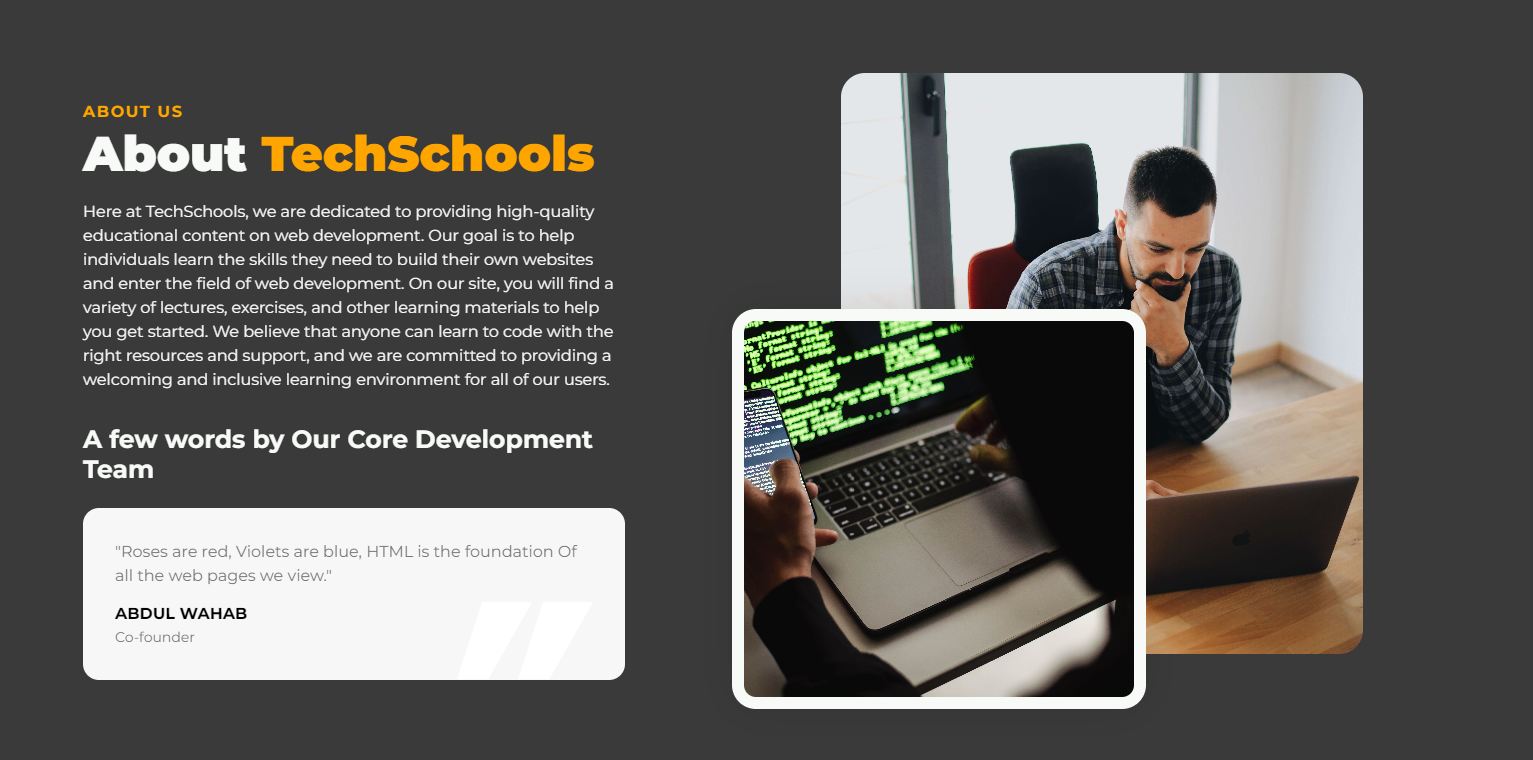 ABOUT US
About TechSchools
Here at TechSchools, we are dedicated to providing high-quality
educational content on web development. Our goal is to help
individuals learn the skills they need to build their own websites
and enter the field of web development. On our site, you will find a
variety of lectures, exercises, and other learning materials to help
you get started. We believe that anyone can learn to code with the
right resources and support, and we are committed to providing a
welcoming and inclusive learning environment for all of our users.
A few words by Our Core Development
Team
"Roses are red, Violets are blue, HTML is the foundation Of
all the web pages we view."
ABDUL WAHAB
Co-founder
format string:
format string:
format string: